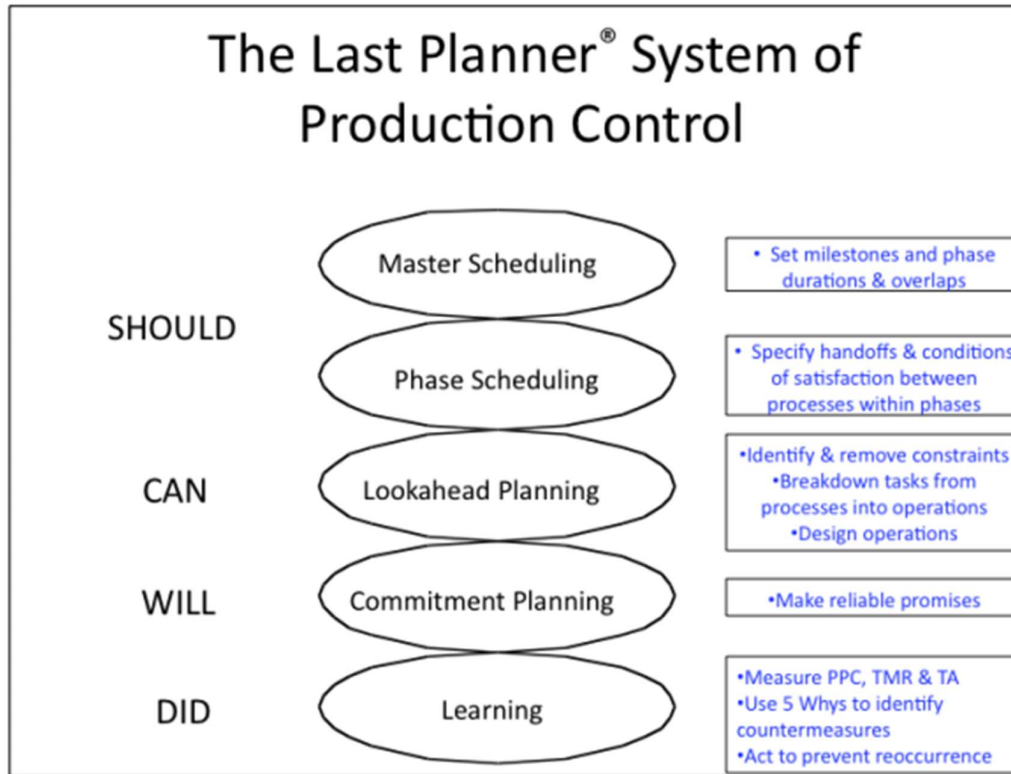 The Last Planner® System of
Production Control
SHOULD
Master Scheduling
• Set milestones and phase
durations & overlaps
Phase Scheduling
• Specify handoffs & conditions
of satisfaction between
processes within phases
CAN
Lookahead Planning
•Identify & remove constraints
•Breakdown tasks from
processes into operations
•Design operations
WILL
Commitment Planning
•Make reliable promises
DID
Learning
•Measure PPC, TMR & TA
•Use 5 Whys to identify
countermeasures
•Act to prevent reoccurrence